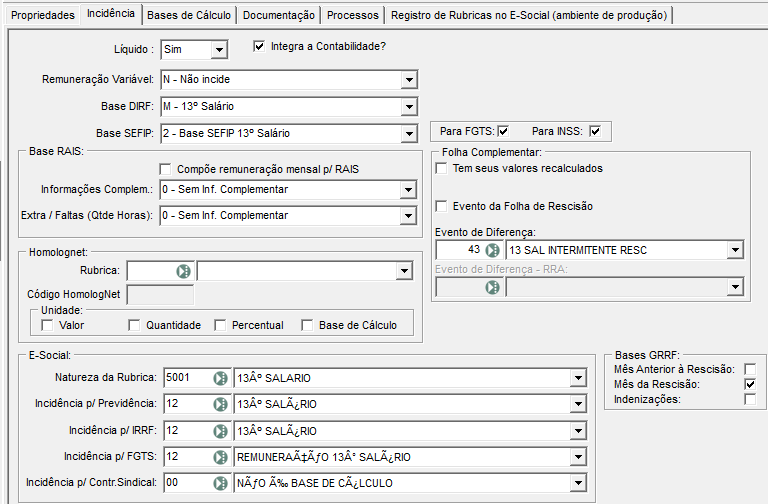 Propriedades Incidência Bases de Cálculo Documentação Processos Registro de Rubricas no E-Social (ambiente de produção)
Líquido : Sim Integra a Contabilidade?
Remuneração Variável: N - Não incide
Base DIRF: M - 13º Salário
Base SEFIP: 2 - Base SEFIP 13º Salário Para FGTS: Para INSS:
Base RAIS:
Compõe remuneração mensal p/ RAIS
Informações Complem.: 0 - Sem Inf. Complementar
Extra / Faltas (Qtde Horas): 0 - Sem Inf. Complementar
Folha Complementar:
Tem seus valores recalculados
Evento da Folha de Rescisão
Evento de Diferença:
43 13 SAL INTERMITENTE RESC
Evento de Diferença - RRA:
Homolognet:
Rubrica:
Código HomologNet
Unidade:
Valor Quantidade Percentual Base de Cálculo
E-Social:
Natureza da Rubrica: 5001 13Âº SALARIO
Incidência p/ Previdência: 12 13Âº SALÃ¿RIO
Incidência p/ IRRF: 12 13Âº SALÃ¿RIO
Incidência p/ FGTS: 12 REMUNERAÃ‡ÃƒO 13Â° SALÃ¿RIO
Incidência p/ Contr.Sindical: 00 NÃƒO Ã‰ BASE DE CÃ¿LCULO
Bases GRRF:
Mês Anterior à Rescisão:
Mês da Rescisão:
Indenizações: